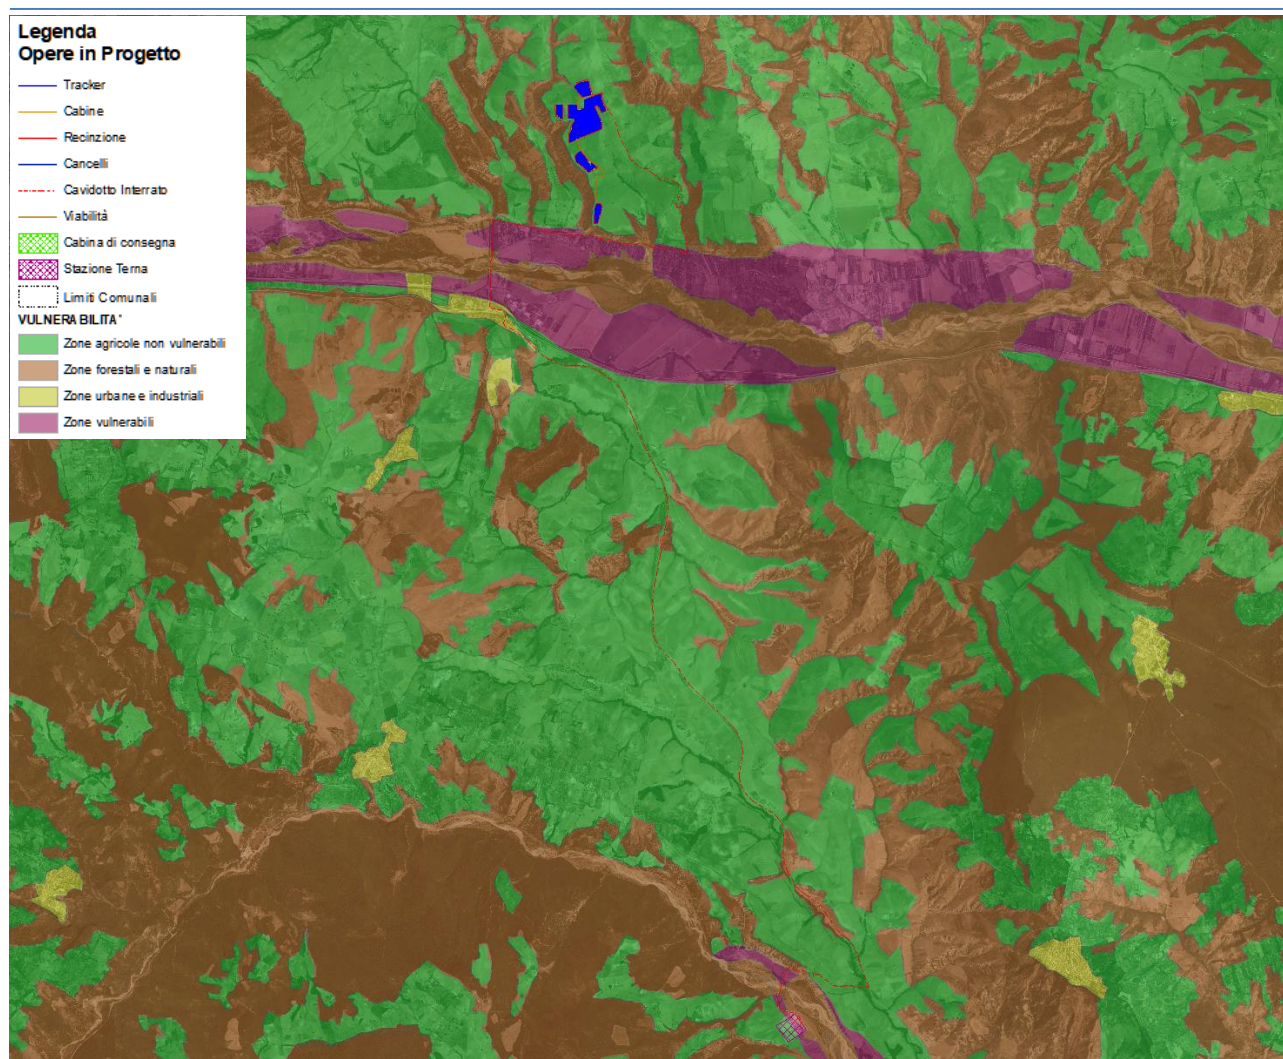 Legenda
Opere in Progetto
Tracker
Cabine
Recinzione
Cancelli
Cavidotto Interrato
Viabilità
Cabina di consegna
Stazione Terna
Limiti Comunali
VULNERABILITA'
Zone agricole non vulnerabili
Zone forestali e naturali
Zone urbane e industriali
Zone vulnerabili